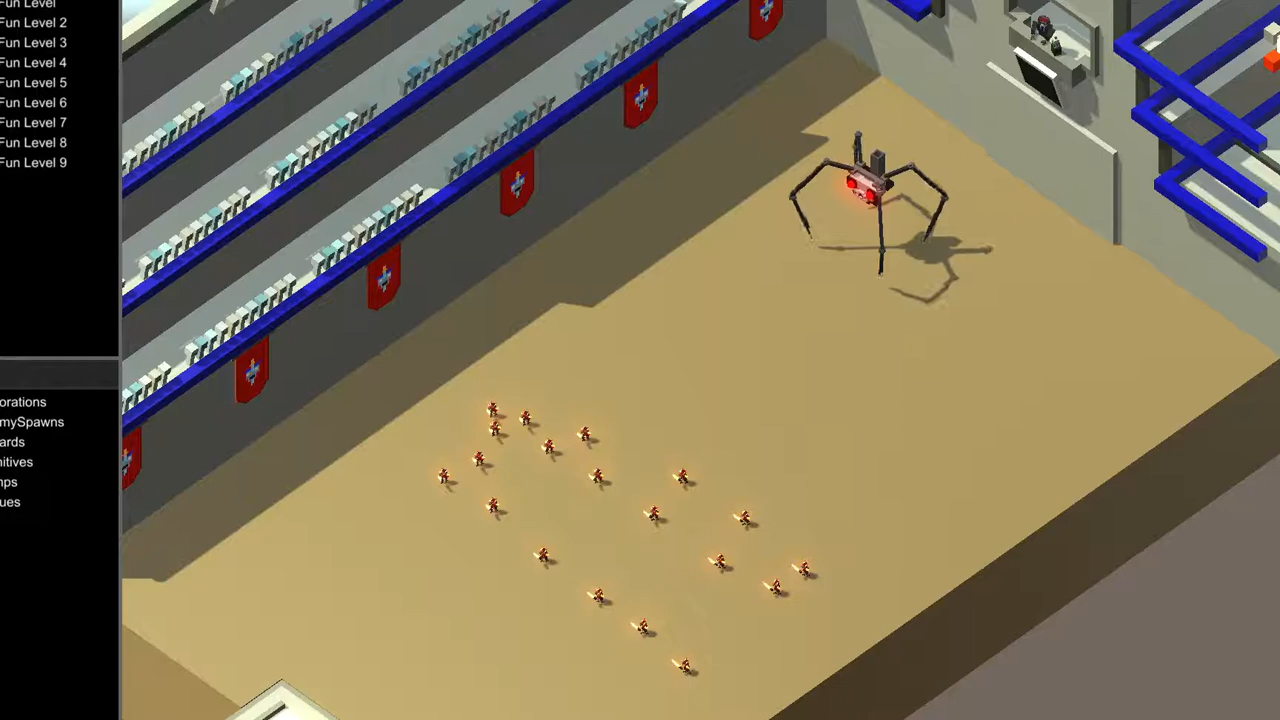 Fun Level
Fun Level 2
Fun Level 3
Fun Level 4
Fun Level 5
Fun Level 6
Fun Level 7
Fun Level 8
Fun Level 9
orations
mySpawns
ards
nitives
mps
ues